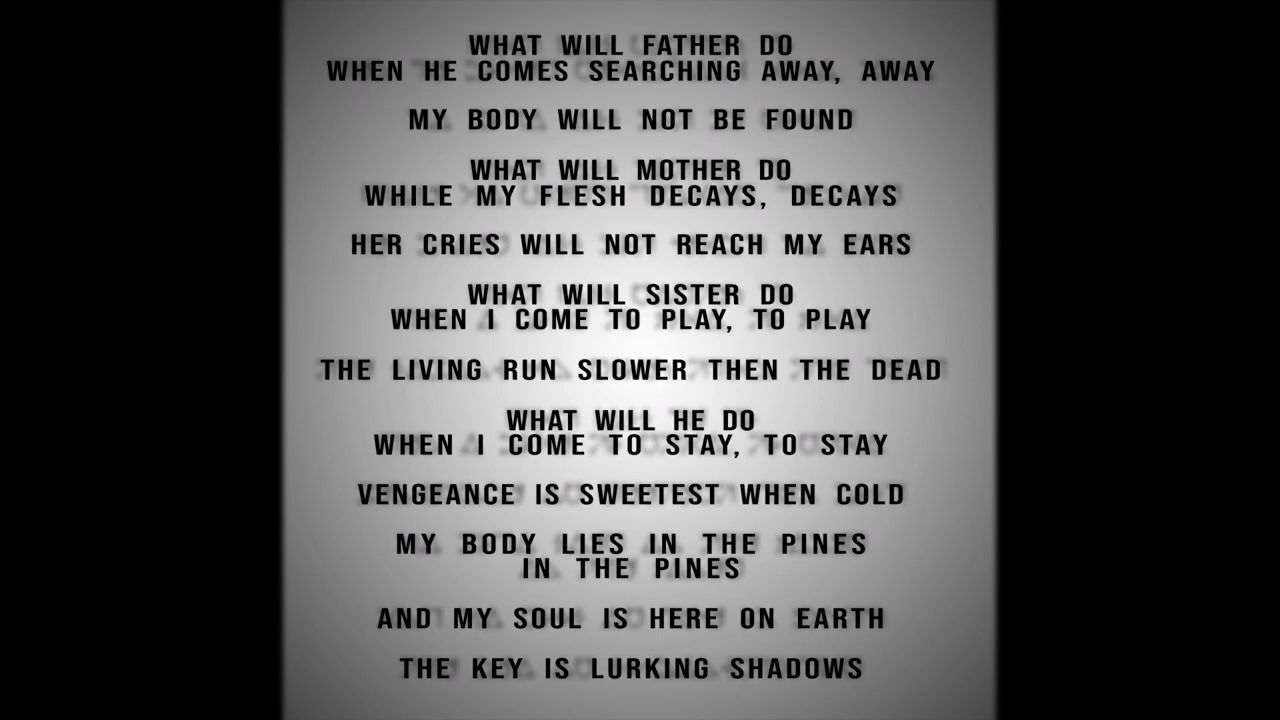 WHAT WILL FATHER DO
WHEN HE COMES SEARCHING AWAY, AWAY
MY BODY WILL NOT BE FOUND
WHAT WILL MOTHER DO
WHILE MY FLESH DECAYS, DECAYS
HER CRIES WILL NOT REACH MY EARS
WHAT WILL SISTER DO
WHEN I COME TO PLAY, TO PLAY
THE LIVING RUN SLOWER THEN THE DEAD
WHAT WILL HE DO
WHEN I COME TO STAY, TO STAY
VENGEANCE IS SWEETEST WHEN COLD
MY BODY LIES IN THE PINES
IN THE PINES
AND MY SOUL IS HERE ON EARTH
THE KEY IS LURKING SHADOWS